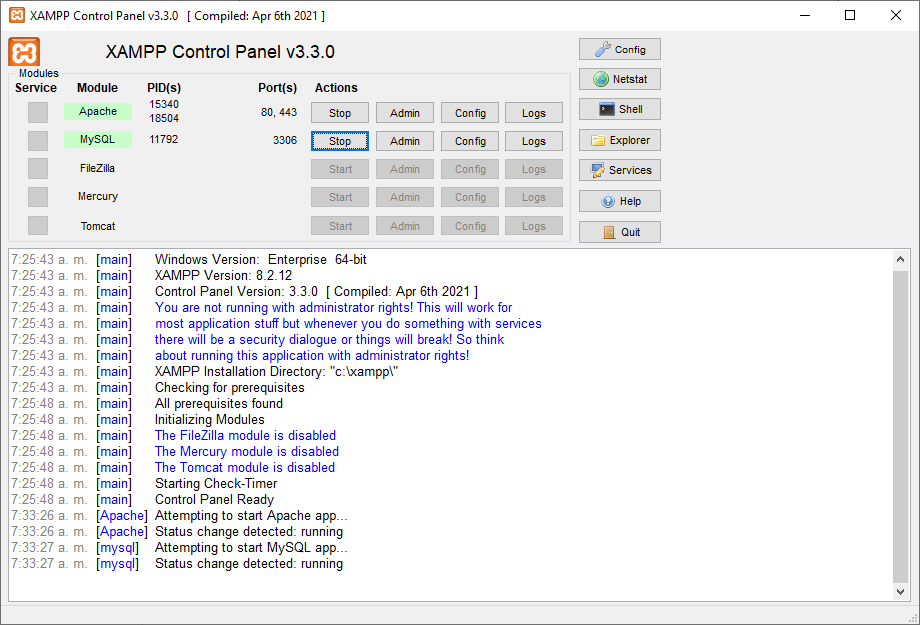 XAMPP Control Panel v3.3.0 [ Compiled: Apr 6th 2021 ]
XAMPP Control Panel v3.3.0
Modules
Service Module PID(s) Port(s) Actions
Apache 15340 18504 80, 443 Stop Admin Config Logs
MySQL 11792 3306 Stop Admin Config Logs
FileZilla Start Admin Config Logs
Mercury Start Admin Config Logs
Tomcat Start Admin Config Logs
Config
Netstat
Shell
Explorer
Services
Help
Quit
7:25:43 a. m. [main] Windows Version: Enterprise 64-bit
7:25:43 a. m. [main] XAMPP Version: 8.2.12
7:25:43 a. m. [main] Control Panel Version: 3.3.0 [ Compiled: Apr 6th 2021 ]
7:25:43 a. m. [main] You are not running with administrator rights! This will work for
7:25:43 a. m. [main] most application stuff but whenever you do something with services
7:25:43 a. m. [main] there will be a security dialogue or things will break! So think
7:25:43 a. m. [main] about running this application with administrator rights!
7:25:43 a. m. [main] XAMPP Installation Directory: "c:\xampp\"
7:25:43 a. m. [main] Checking for prerequisites
7:25:48 a. m. [main] All prerequisites found
7:25:48 a. m. [main] Initializing Modules
7:25:48 a. m. [main] The FileZilla module is disabled
7:25:48 a. m. [main] The Mercury module is disabled
7:25:48 a. m. [main] The Tomcat module is disabled
7:25:48 a. m. [main] Starting Check-Timer
7:25:48 a. m. [main] Control Panel Ready
7:33:26 a. m. [Apache] Attempting to start Apache app...
7:33:26 a. m. [Apache] Status change detected: running
7:33:27 a. m. [mysql] Attempting to start MySQL app...
7:33:27 a. m. [mysql] Status change detected: running